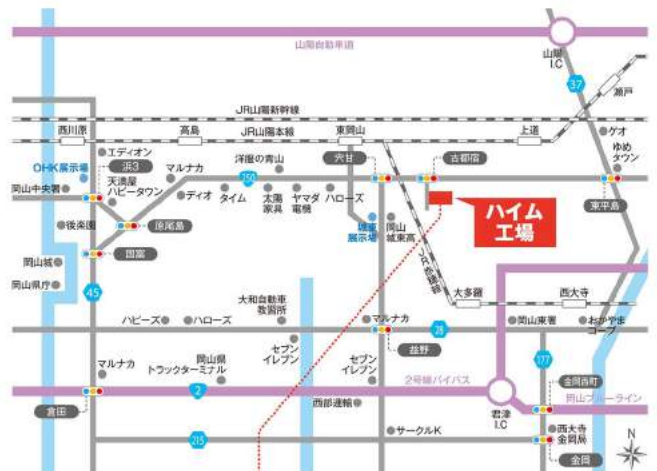 山陽自動車道
山陽
I.C
37
瀬戸
JR山陽新幹線
JR山陽本線
西川原
高島
東岡山
上道
エディオン
OHK展示場
浜3
マルナカ
洋服の青山
宍甘
古都宿
ゲオ
ゆめ
タウン
岡山中央署
天満屋
ハピータウン
ディオ
250
タイム
太陽
家具
ヤマダ
電機
ハローズ
東平島
ハイム
工場
後楽園
原尾島
城東
展示場
岡山
城東高
国富
岡山城
JR赤穂線
岡山県庁
45
大多羅
西大寺
大和自動車
教習所
ハピーズ
ハローズ
マルナカ
28
岡山東署
おかやま
コープ
益野
セブン
イレブン
セブン
イレブン
177
マルナカ
岡山県
トラックターミナル
2
2号線バイパス
金岡西町
岡山ブルーライン
倉田
西部運輸
君津
I.C
215
サークルK
西大寺
金岡局
金岡
N